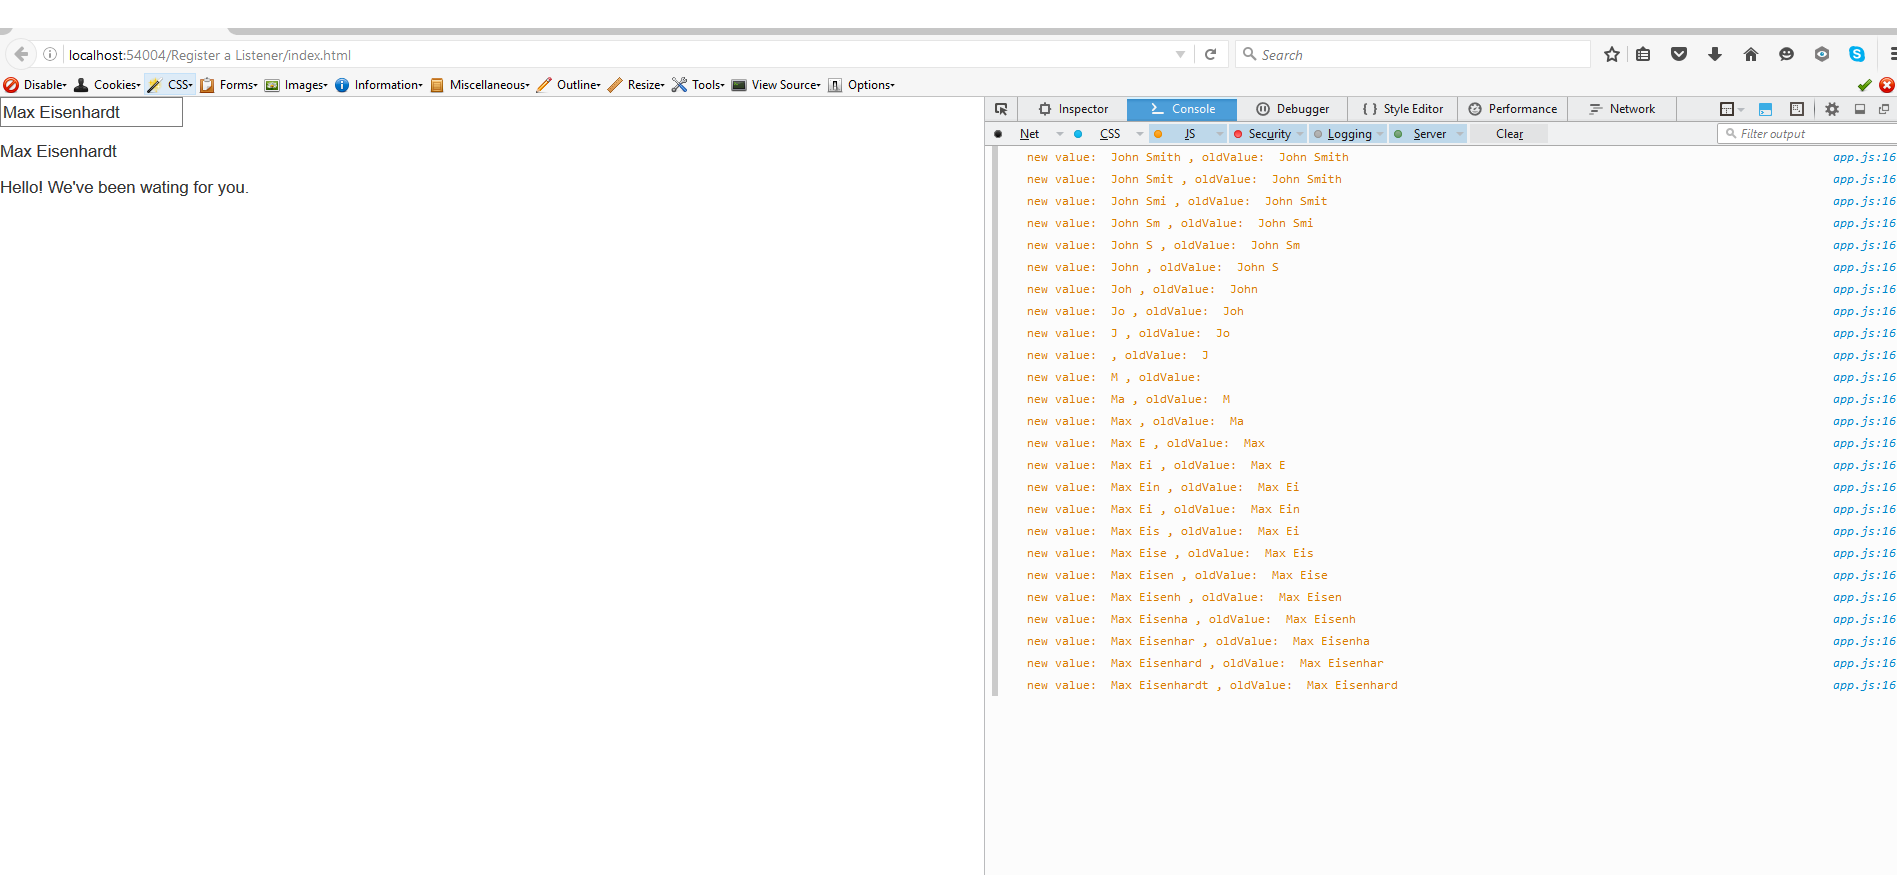 localhost:54004/Register a Listener/index.html
Search
Disable Cookies CSS Forms Images Information Miscellaneous Outline Resize Tools View Source Options
Max Eisenhardt
Max Eisenhardt
Hello! We've been wating for you.
Inspector Console Debugger Style Editor Performance Network
Net CSS JS Security Logging Server Clear Filter output
new value: John Smith , oldValue: John Smith app.js:16
new value: John Smit , oldValue: John Smith app.js:16
new value: John Smi , oldValue: John Smit app.js:16
new value: John Sm , oldValue: John Smi app.js:16
new value: John S , oldValue: John Sm app.js:16
new value: John , oldValue: John S app.js:16
new value: Joh , oldValue: John app.js:16
new value: Jo , oldValue: Joh app.js:16
new value: J , oldValue: Jo app.js:16
new value: , oldValue: J app.js:16
new value: M , oldValue: app.js:16
new value: Ma , oldValue: M app.js:16
new value: Max , oldValue: Ma app.js:16
new value: Max E , oldValue: Max app.js:16
new value: Max Ei , oldValue: Max E app.js:16
new value: Max Ein , oldValue: Max Ei app.js:16
new value: Max Ei , oldValue: Max Ein app.js:16
new value: Max Eis , oldValue: Max Ei app.js:16
new value: Max Eise , oldValue: Max Eis app.js:16
new value: Max Eisen , oldValue: Max Eise app.js:16
new value: Max Eisenh , oldValue: Max Eisen app.js:16
new value: Max Eisenha , oldValue: Max Eisenh app.js:16
new value: Max Eisenhar , oldValue: Max Eisenha app.js:16
new value: Max Eisenhard , oldValue: Max Eisenhar app.js:16
new value: Max Eisenhardt , oldValue: Max Eisenhard app.js:16